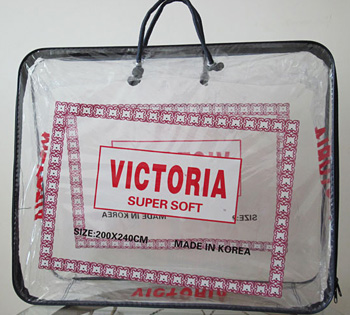 VICTORIA
SUPER SOFT
SIZE:200X240CM
MADE IN KOREA